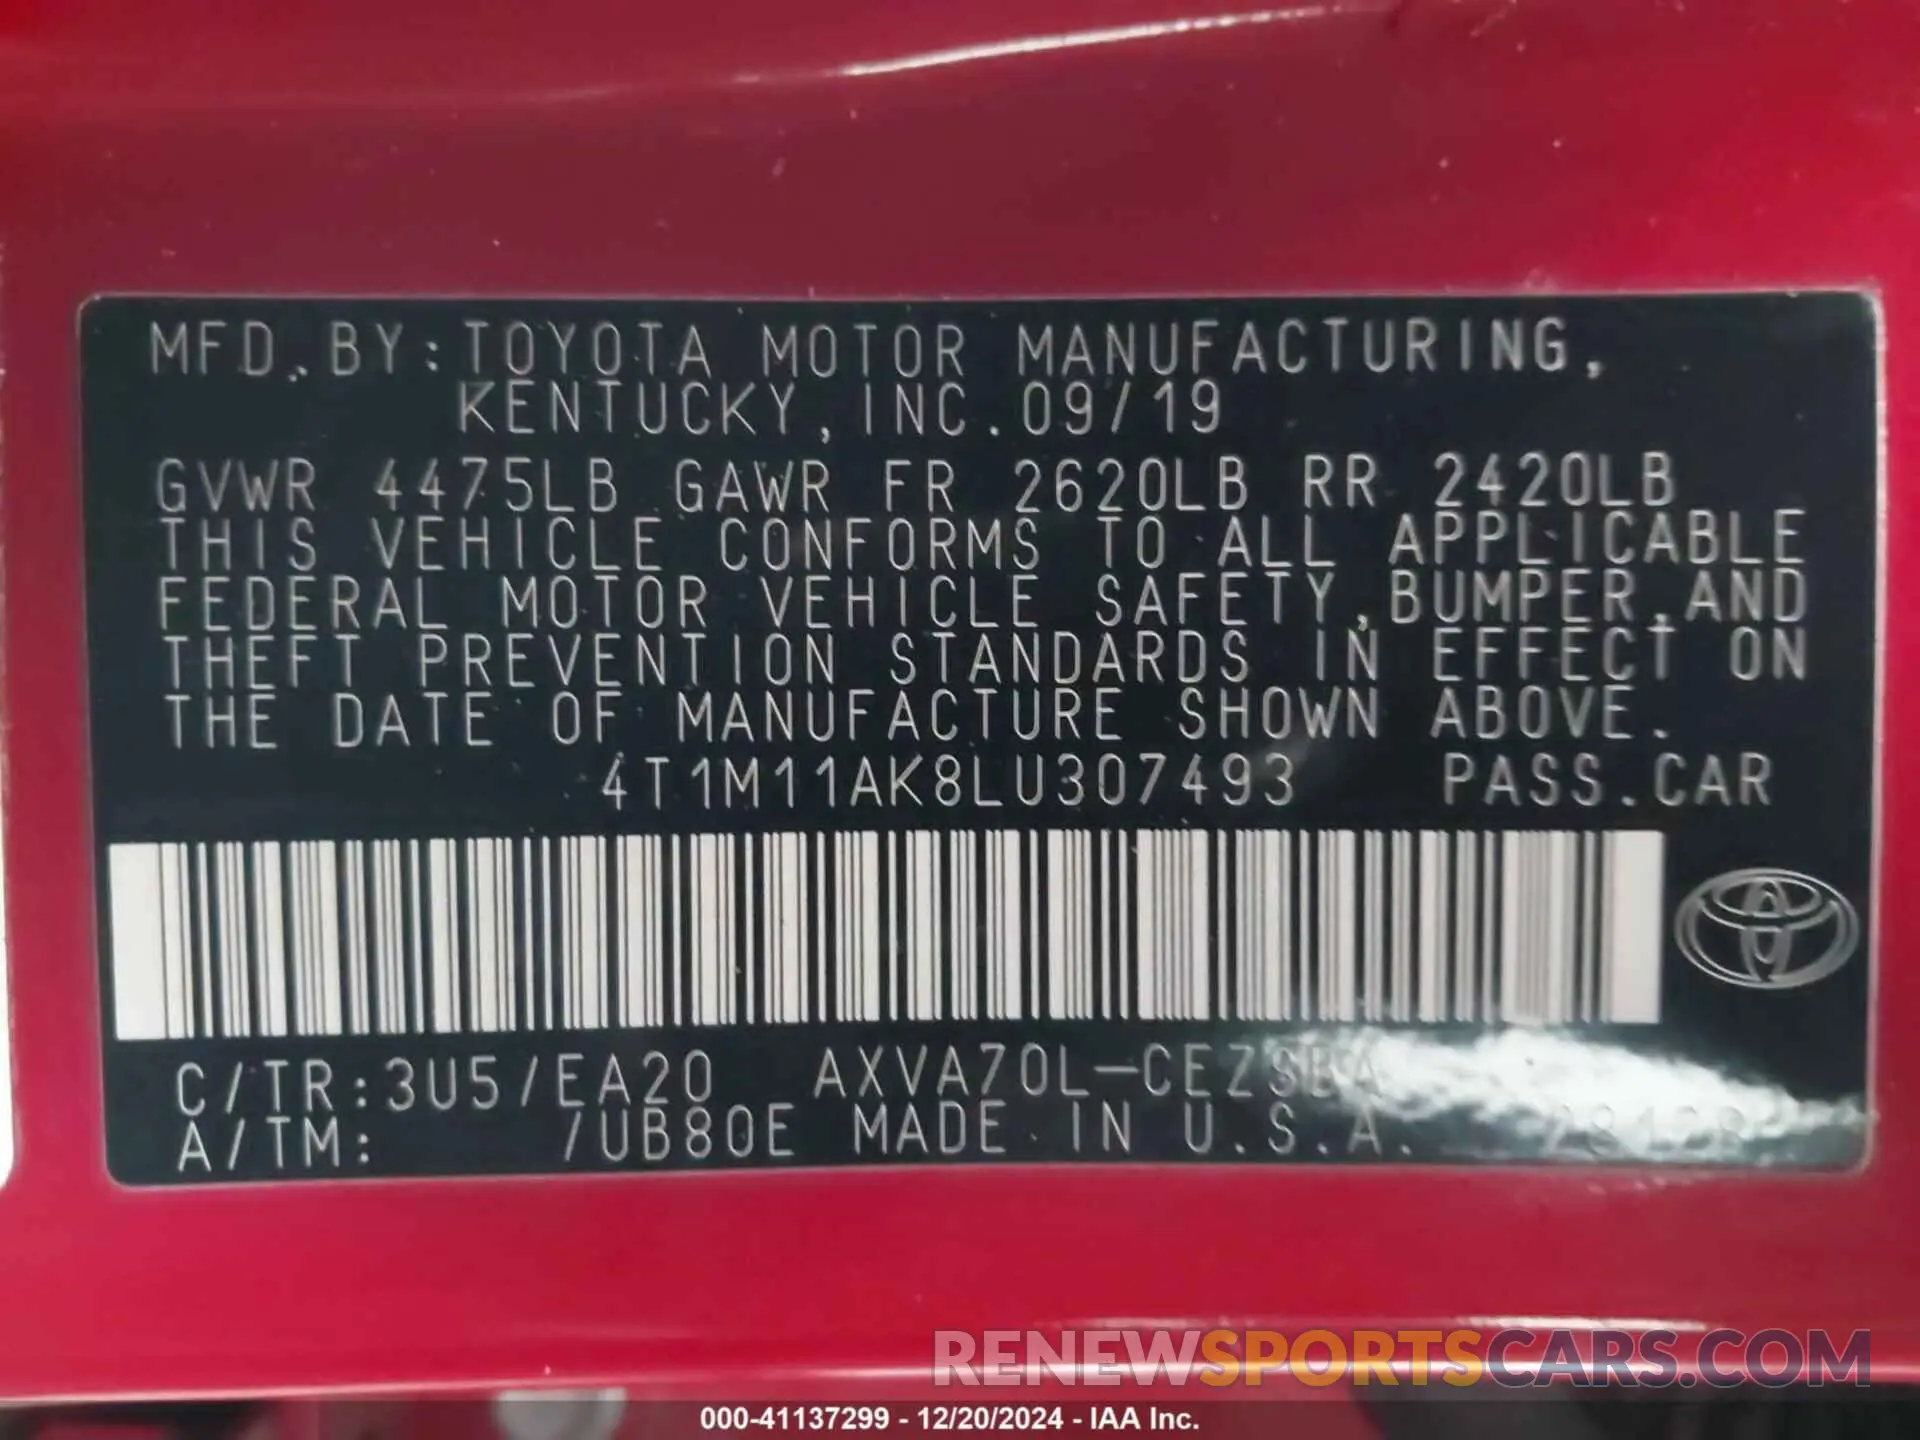 MFD. BY: TOYOTA MOTOR MANUFACTURING,
KENTUCKY, INC. 09/19
GVWR 4475LB GAWR FR 2620LB RR 2420LB
THIS VEHICLE CONFORMS TO ALL APPLICABLE
FEDERAL MOTOR VEHICLE SAFETY, BUMPER, AND
THEFT PREVENTION STANDARDS IN EFFECT ON
THE DATE OF MANUFACTURE SHOWN ABOVE.
4T1M11AK8LU307493 PASS. CAR
C/TR: 3U5/EA20 AXVA70L-CEZSBA
A/TM: /UB80E MADE IN U.S.A.
RENEWSPORTSCARS.COM
000-41137299 - 12/20/2024 - IAA Inc.